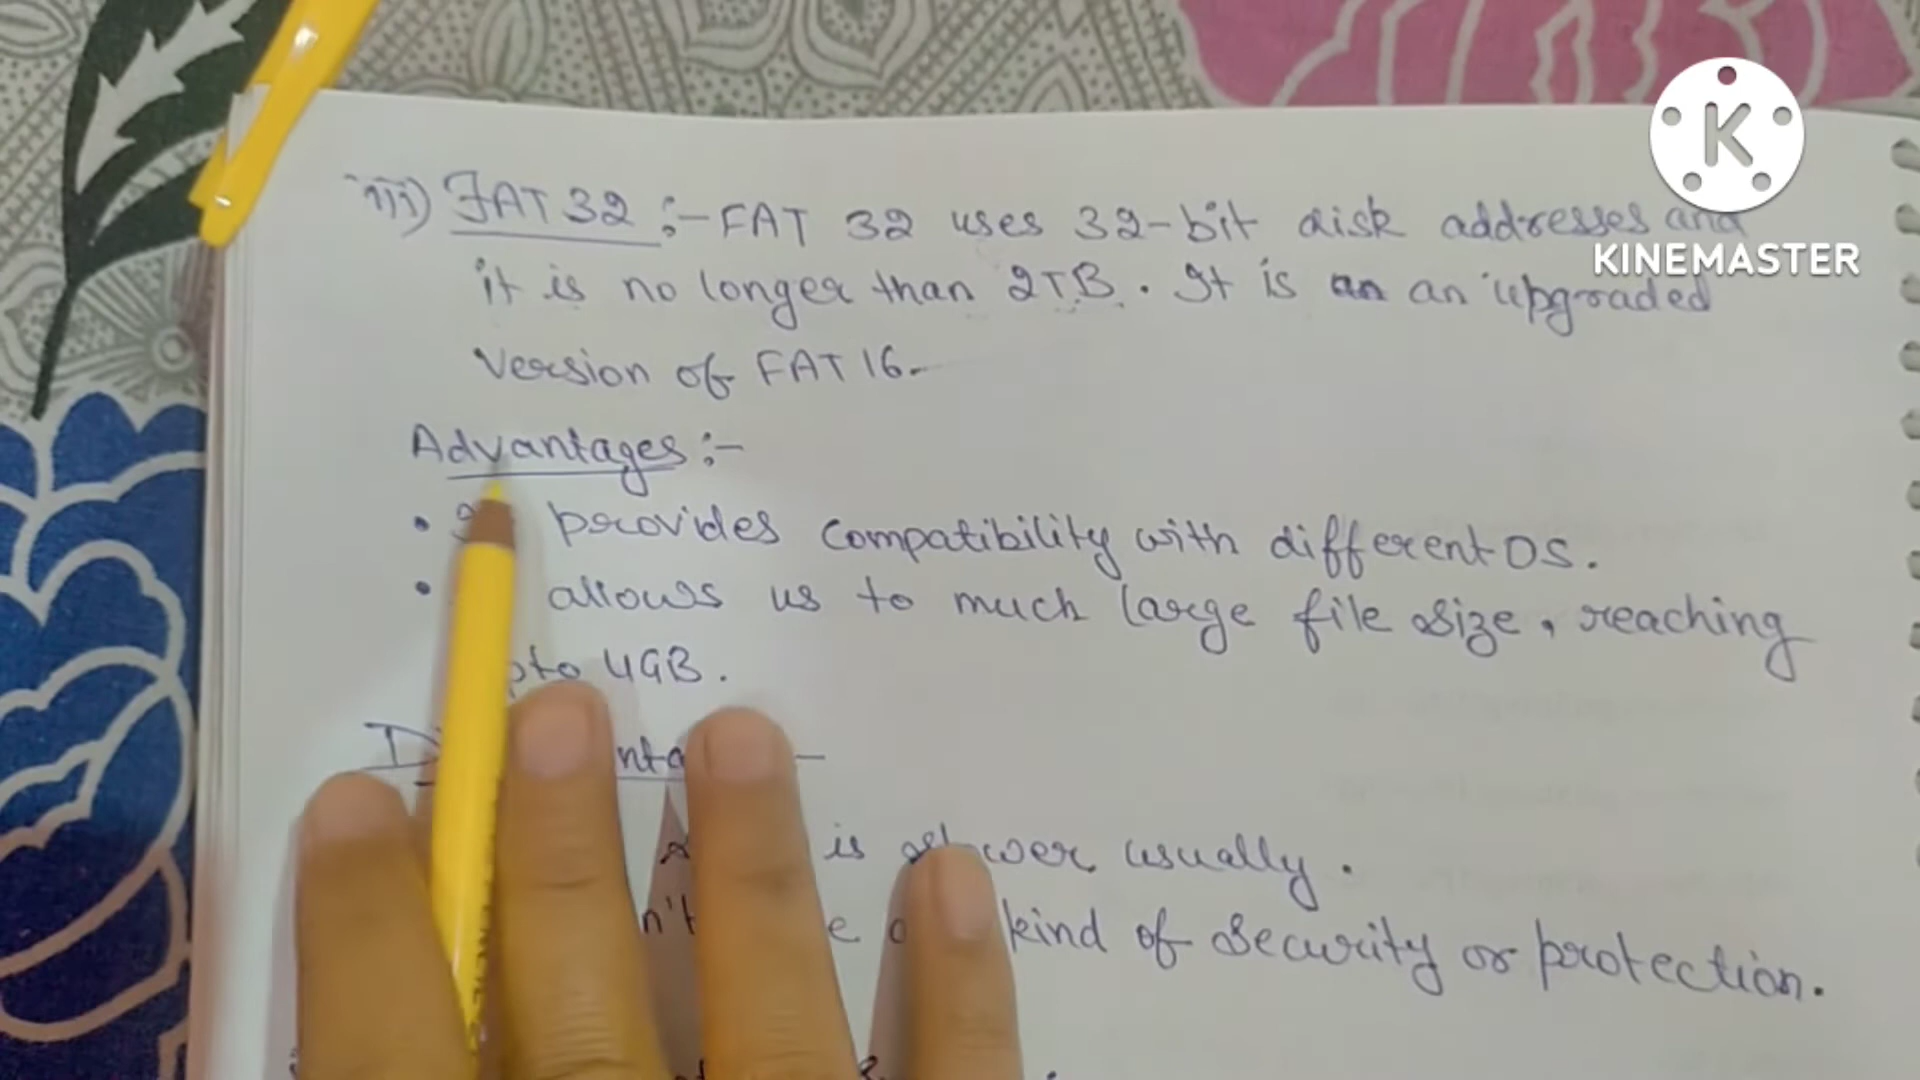 iii) FAT 32 :- FAT 32 uses 32-bit disk addresses and
it is no longer than 2TB. It is an an upgraded
version of FAT 16.
Advantages :-
• provides compatibility with different OS.
• allows us to much large file size, reaching
upto 4GB.
is slower usually.
kind of security or protection.
K
KINEMASTER